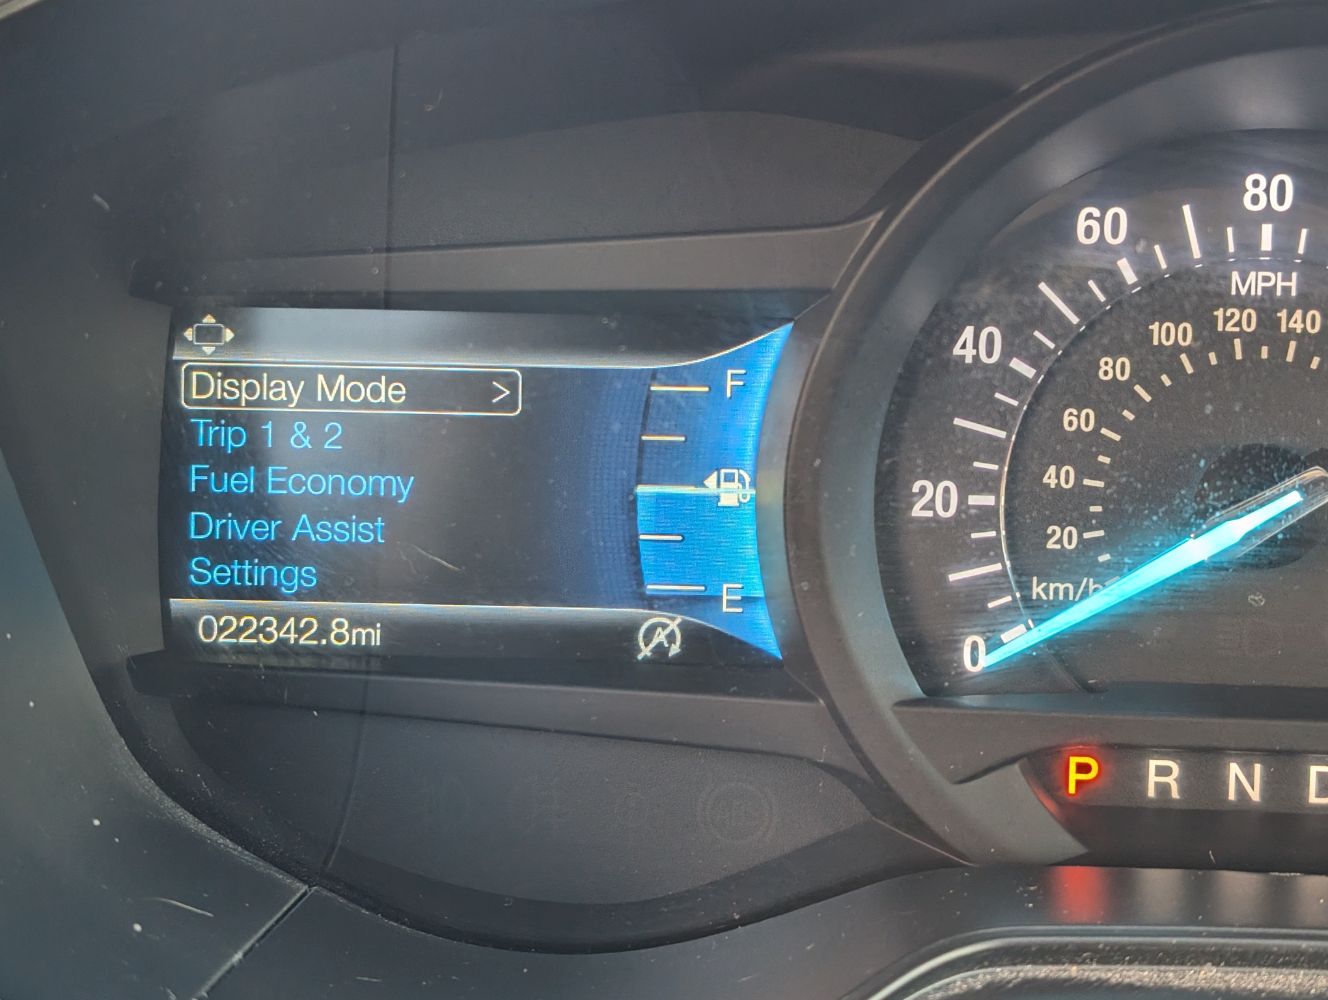 Display Mode >
Trip 1 & 2
Fuel Economy
Driver Assist
Settings
022342.8mi
F
E
A
0
20
40
60
80
MPH
20
40
60
80
100
120
140
km/h
P R N D